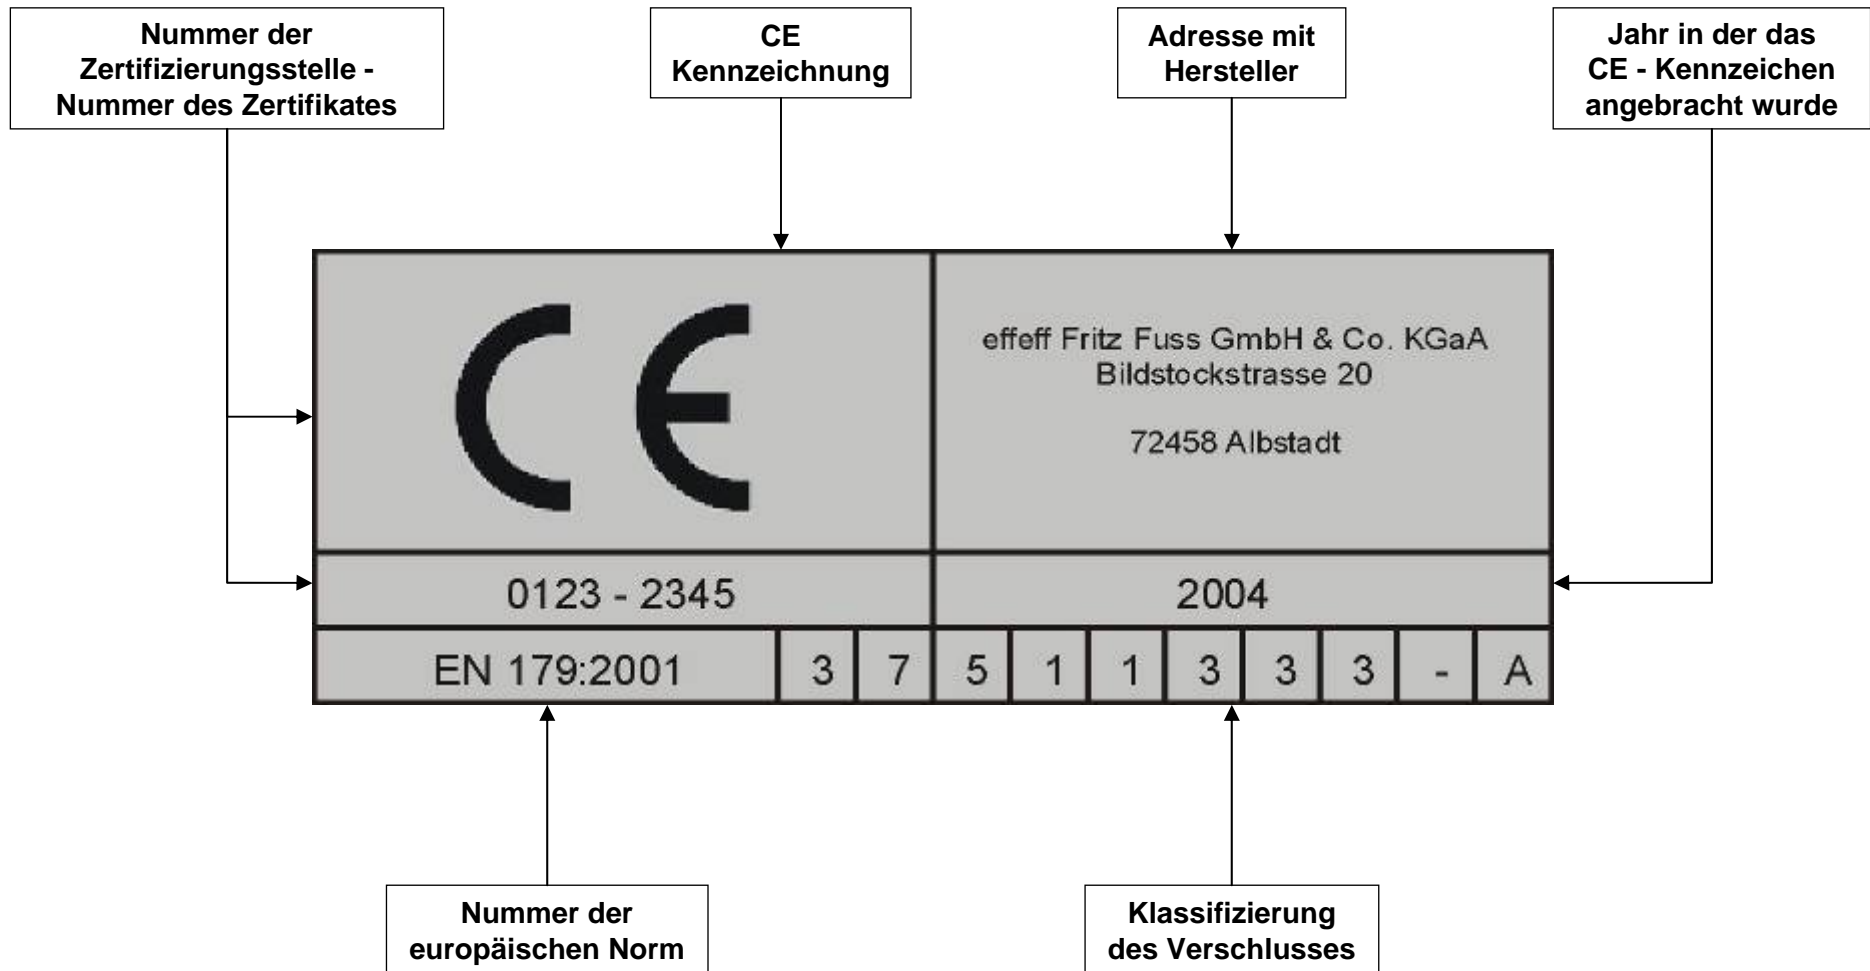 Nummer der
Zertifizierungsstelle -
Nummer des Zertifikates
CE
Kennzeichnung
Adresse mit
Hersteller
Jahr in der das
CE - Kennzeichen
angebracht wurde
CE
effeff Fritz Fuss GmbH & Co. KGaA
Bildstockstrasse 20
72458 Albstadt
0123 - 2345
2004
EN 179:2001 3 7 5 1 1 3 3 3 - A
Nummer der
europäischen Norm
Klassifizierung
des Verschlusses